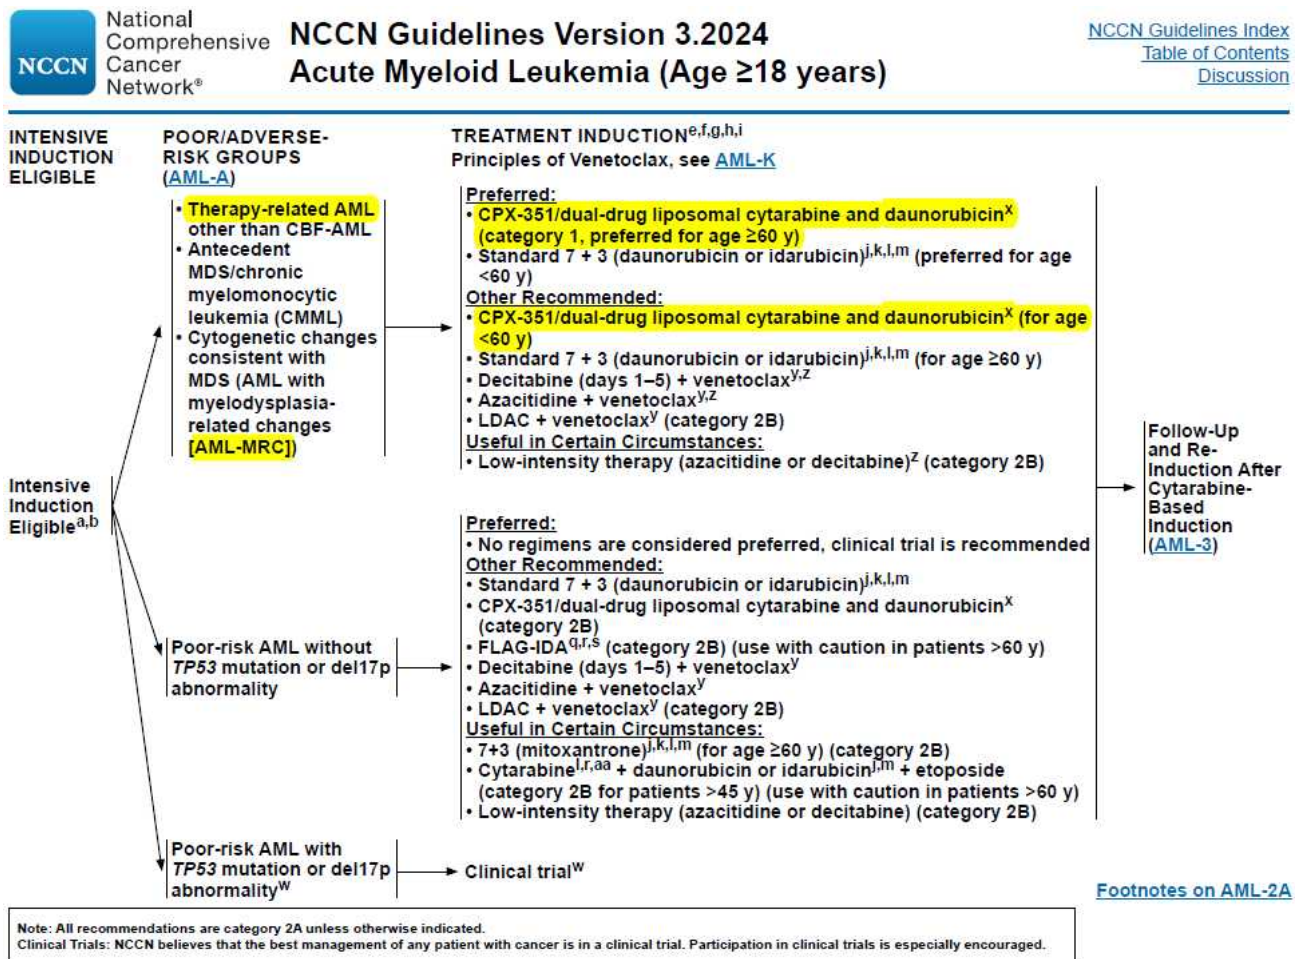 National
Comprehensive
NCCN Cancer
Network®
NCCN Guidelines Version 3.2024
Acute Myeloid Leukemia (Age ≥18 years)
NCCN Guidelines Index
Table of Contents
Discussion
INTENSIVE
INDUCTION
ELIGIBLE
POOR/ADVERSE-
RISK GROUPS
(AML-A)
TREATMENT INDUCTIONe,f,g,h,i
Principles of Venetoclax, see AML-K
Intensive
Induction
Eligiblea,b
• Therapy-related AML
other than CBF-AML
• Antecedent
MDS/chronic
myelomonocytic
leukemia (CMML)
• Cytogenetic changes
consistent with
MDS (AML with
myelodysplasia-
related changes
[AML-MRC])
Preferred:
• CPX-351/dual-drug liposomal cytarabine and daunorubicinx
(category 1, preferred for age ≥60 y)
• Standard 7 + 3 (daunorubicin or idarubicin)j,k,l,m (preferred for age
<60 y)
Other Recommended:
• CPX-351/dual-drug liposomal cytarabine and daunorubicinx (for age
<60 y)
• Standard 7 + 3 (daunorubicin or idarubicin)j,k,l,m (for age ≥60 y)
• Decitabine (days 1–5) + venetoclaxy,z
• Azacitidine + venetoclaxy,z
• LDAC + venetoclaxy (category 2B)
Useful in Certain Circumstances:
• Low-intensity therapy (azacitidine or decitabine)z (category 2B)
Poor-risk AML without
TP53 mutation or del17p
abnormality
Preferred:
• No regimens are considered preferred, clinical trial is recommended
Other Recommended:
• Standard 7 + 3 (daunorubicin or idarubicin)j,k,l,m
• CPX-351/dual-drug liposomal cytarabine and daunorubicinx
(category 2B)
• FLAG-IDAq,r,s (category 2B) (use with caution in patients >60 y)
• Decitabine (days 1–5) + venetoclaxy
• Azacitidine + venetoclaxy
• LDAC + venetoclaxy (category 2B)
Useful in Certain Circumstances:
• 7+3 (mitoxantrone)j,k,l,m (for age ≥60 y) (category 2B)
• Cytarabinel,r,aa + daunorubicin or idarubicinj,m + etoposide
(category 2B for patients >45 y) (use with caution in patients >60 y)
• Low-intensity therapy (azacitidine or decitabine) (category 2B)
Poor-risk AML with
TP53 mutation or del17p
abnormalityw
Clinical trialw
Follow-Up
and Re-
Induction After
Cytarabine-
Based
Induction
(AML-3)
Footnotes on AML-2A
Note: All recommendations are category 2A unless otherwise indicated.
Clinical Trials: NCCN believes that the best management of any patient with cancer is in a clinical trial. Participation in clinical trials is especially encouraged.